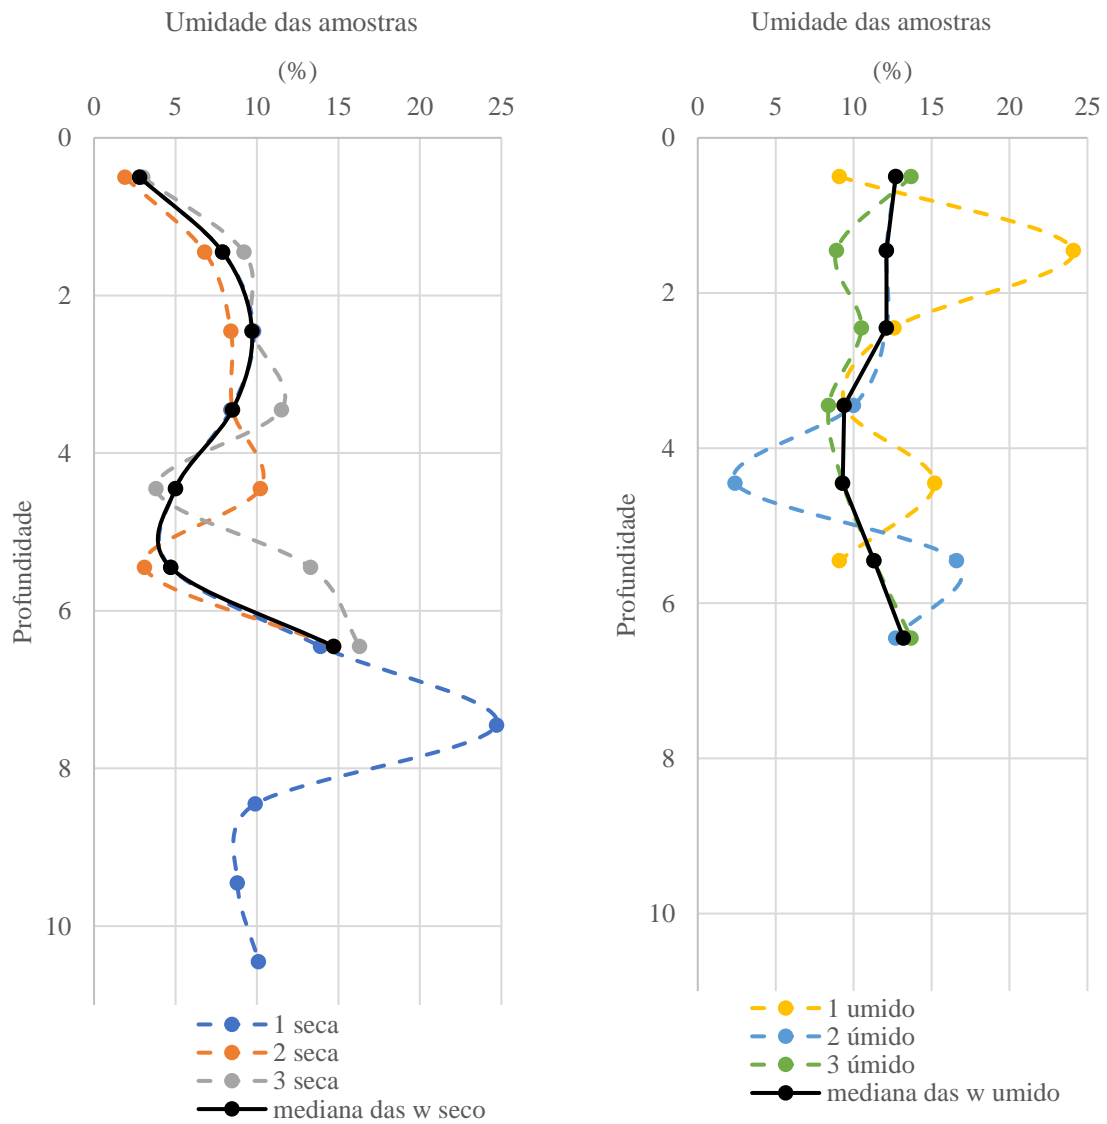 Umidade das amostras
(%)
0 5 10 15 20 25
0
2
4
6
8
10
Profundidade
1 seca
2 seca
3 seca
mediana das w seco
Umidade das amostras
(%)
0 5 10 15 20 25
0
2
4
6
8
10
Profundidade
1 umido
2 úmido
3 úmido
mediana das w umido